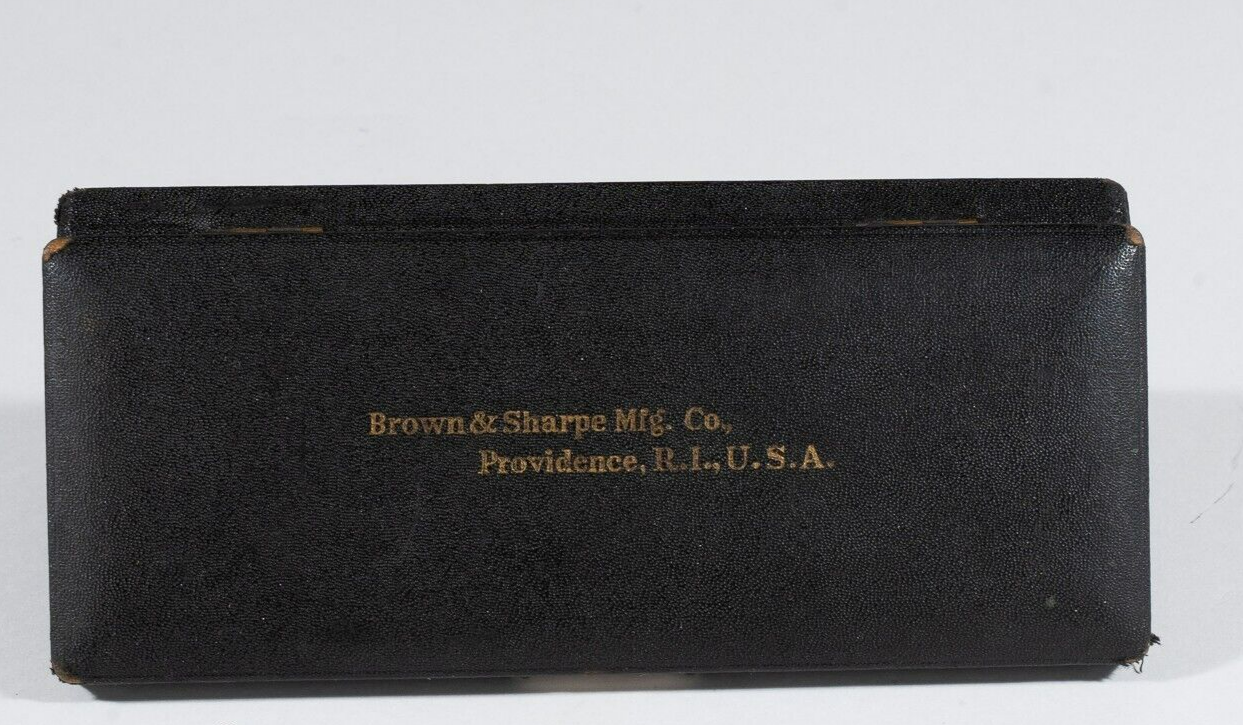 Brown & Sharpe Mfg. Co.,
Providence, R.I., U.S.A.